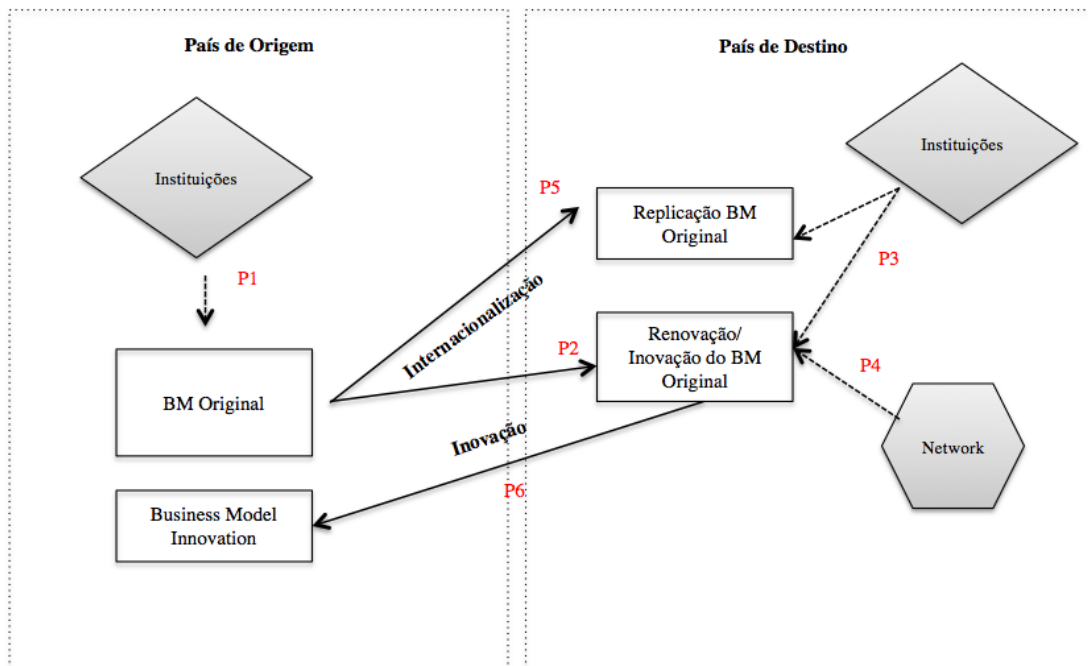 País de Origem
País de Destino
Instituições
Instituições
P1
P5
Replicação BM
Original
P3
Internacionalização
P2
Renovação/
Inovação do BM
Original
P4
BM Original
Inovação
Network
P6
Business Model
Innovation